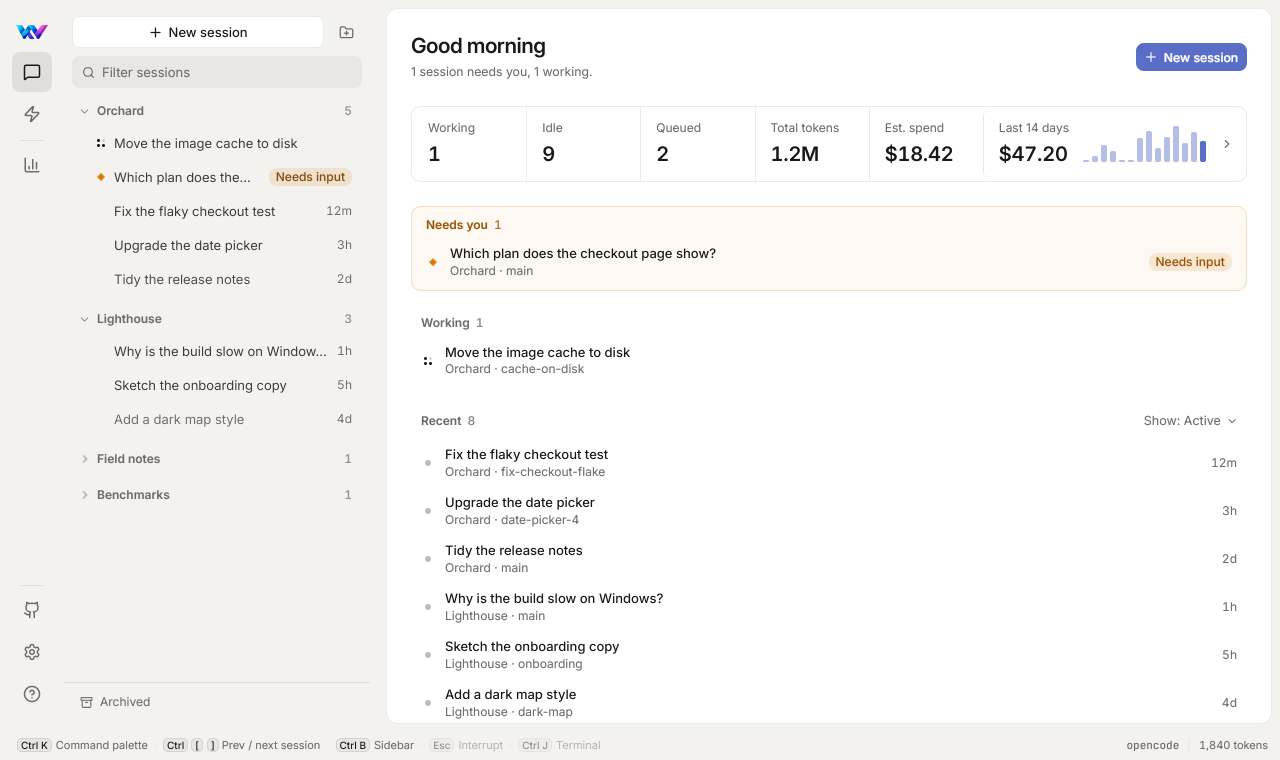 New session
Filter sessions
Orchard 5
Move the image cache to disk
Which plan does the... Needs input
Fix the flaky checkout test 12m
Upgrade the date picker 3h
Tidy the release notes 2d
Lighthouse 3
Why is the build slow on Window... 1h
Sketch the onboarding copy 5h
Add a dark map style 4d
Field notes 1
Benchmarks 1
Archived
Good morning
1 session needs you, 1 working.
New session
Working
1
Idle
9
Queued
2
Total tokens
1.2M
Est. spend
$18.42
Last 14 days
$47.20
Needs you 1
Which plan does the checkout page show?
Orchard · main
Needs input
Working 1
Move the image cache to disk
Orchard · cache-on-disk
Recent 8
Show: Active
Fix the flaky checkout test
Orchard · fix-checkout-flake
12m
Upgrade the date picker
Orchard · date-picker-4
3h
Tidy the release notes
Orchard · main
2d
Why is the build slow on Windows?
Lighthouse · main
1h
Sketch the onboarding copy
Lighthouse · onboarding
5h
Add a dark map style
Lighthouse · dark-map
4d
Ctrl K Command palette · Ctrl [ ] Prev / next session · Ctrl B Sidebar · Esc Interrupt · Ctrl J Terminal
opencode 1,840 tokens